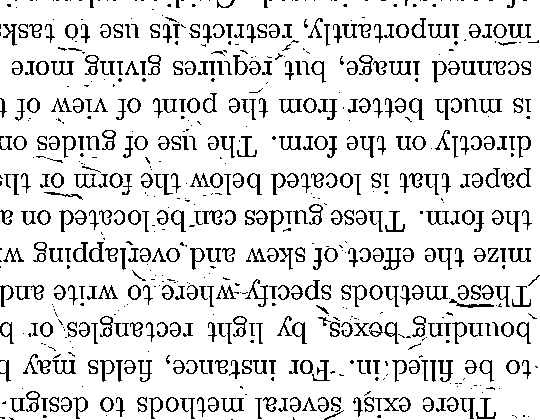 There exist several methods to design
to be filled in. For instance, fields may b
bounding boxes, by light rectangles or b
These methods specify where to write and
mize the effect of skew and overlapping wi
the form. These guides can be located on a
paper that is located below the form or the
directly on the form. The use of guides on
is much better from the point of view of t
scanned image, but requires giving more
more importantly, restricts its use to tasks